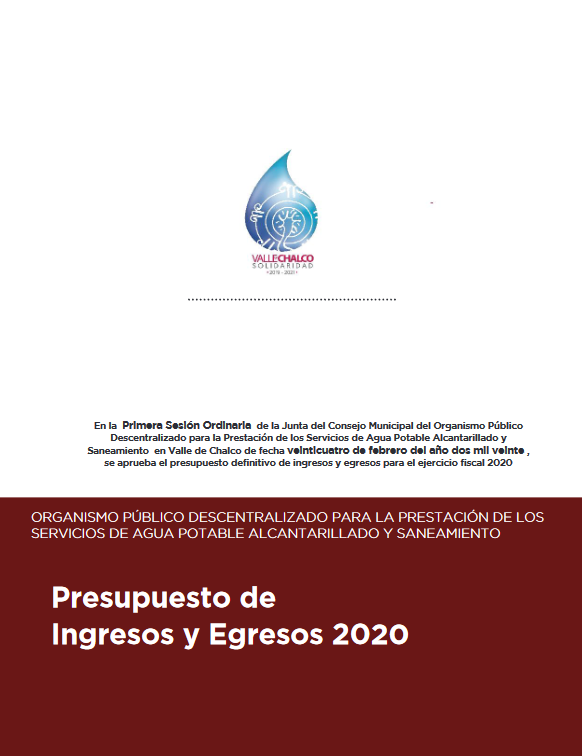 VALLECHALCO
SOLIDARIDAD
•2019 - 2021•
En la Primera Sesión Ordinaria de la Junta del Consejo Municipal del Organismo Público
Descentralizado para la Prestación de los Servicios de Agua Potable Alcantarillado y
Saneamiento en Valle de Chalco de fecha veinticuatro de febrero del año dos mil veinte ,
se aprueba el presupuesto definitivo de ingresos y egresos para el ejercicio fiscal 2020
ORGANISMO PÚBLICO DESCENTRALIZADO PARA LA PRESTACIÓN DE LOS
SERVICIOS DE AGUA POTABLE ALCANTARILLADO Y SANEAMIENTO
Presupuesto de
Ingresos y Egresos 2020